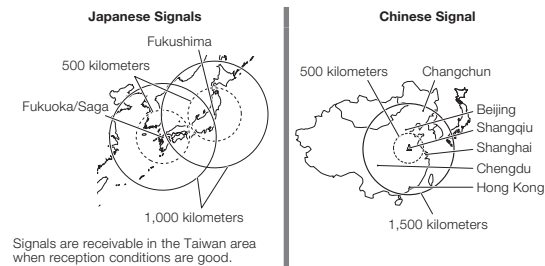 Japanese Signals
Fukushima
500 kilometers
Fukuoka/Saga
1,000 kilometers
Signals are receivable in the Taiwan area
when reception conditions are good.
Chinese Signal
500 kilometers
Changchun
Beijing
Shangqiu
Shanghai
Chengdu
Hong Kong
1,500 kilometers